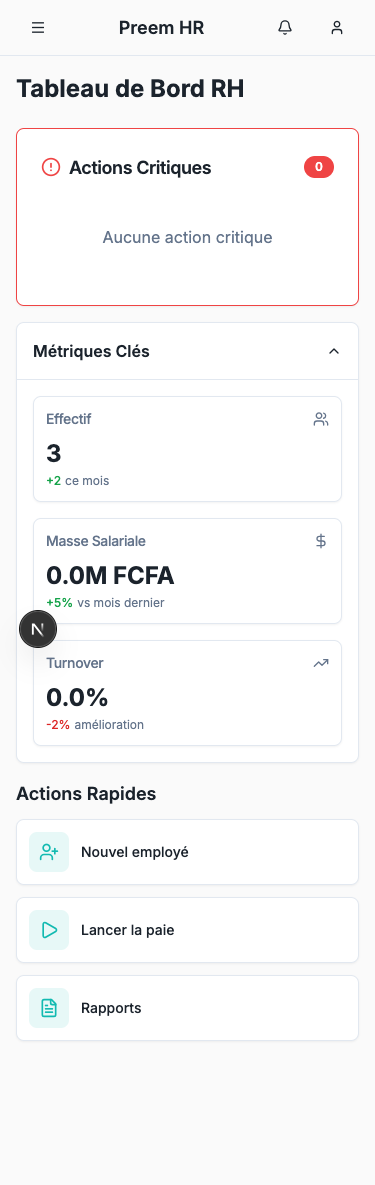 Preem HR
Tableau de Bord RH
Actions Critiques
0
Aucune action critique
Métriques Clés
Effectif
3
+2 ce mois
Masse Salariale
0.0M FCFA
+5% vs mois dernier
N
Turnover
0.0%
-2% amélioration
Actions Rapides
Nouvel employé
Lancer la paie
Rapports